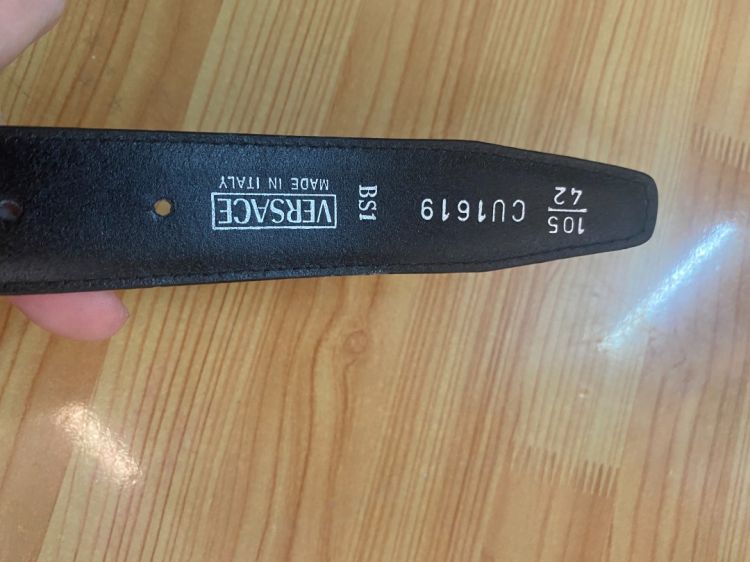 105
42
CU1619
BS1
VERSACE
MADE IN ITALY